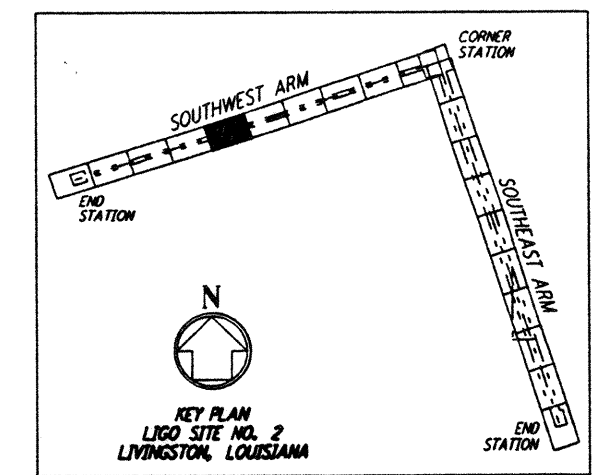 CORNER
STATION
SOUTHWEST ARM
END
STATION
SOUTHEAST ARM
N
KEY PLAN
LIGO SITE NO. 2
LIVINGSTON, LOUISIANA
END
STATION